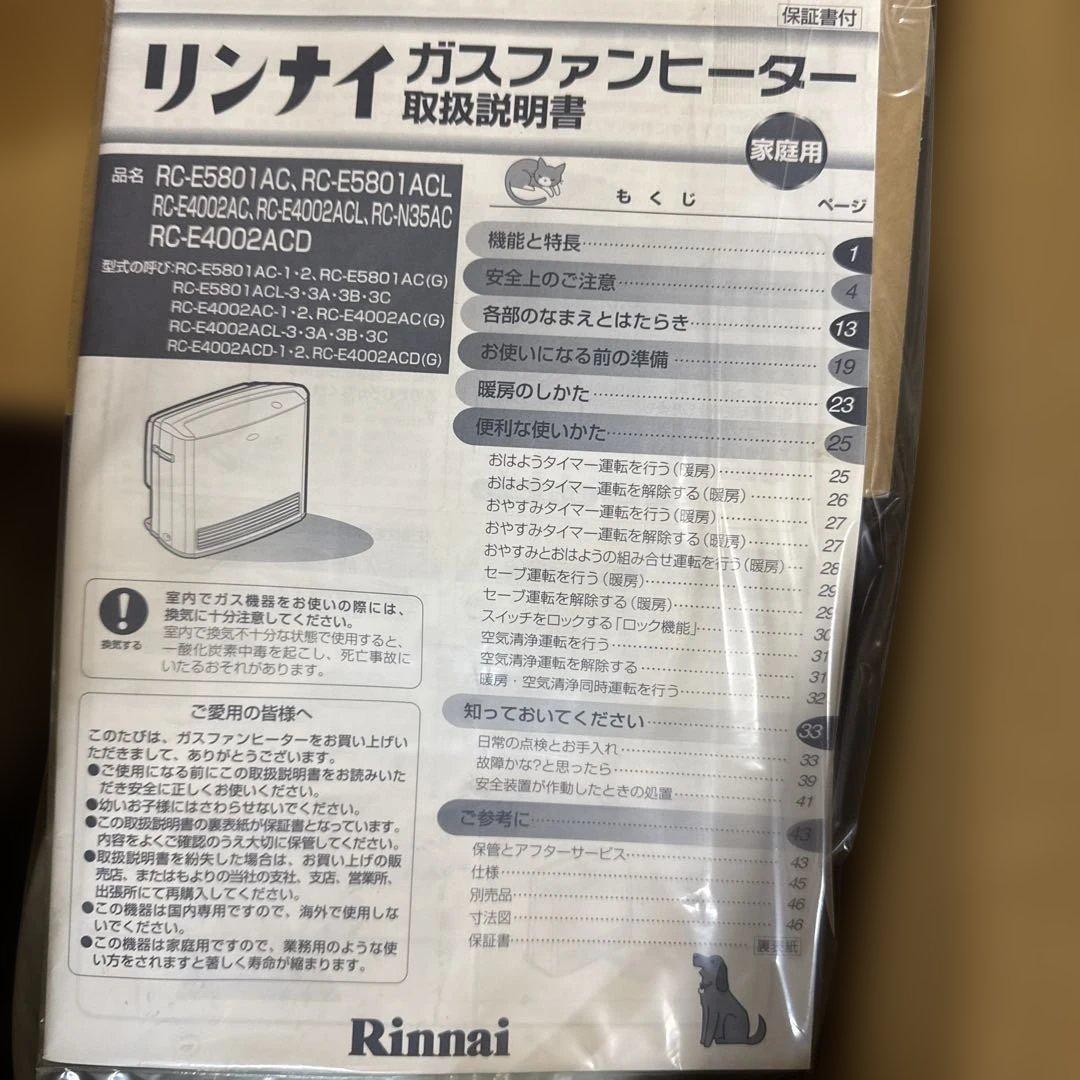 保証書付
リンナイ ガスファンヒーター
取扱説明書
家庭用
品名 RC-E5801AC、RC-E5801ACL
RC-E4002AC、RC-E4002ACL、RC-N35AC
RC-E4002ACD
型式の呼び:RC-E5801AC-1・2、RC-E5801AC(G)
RC-E5801ACL-3・3A・3B・3C
RC-E4002AC-1・2、RC-E4002AC(G)
RC-E4002ACL-3・3A・3B・3C
RC-E4002ACD-1・2、RC-E4002ACD(G)
換気する
室内でガス機器をお使いの際には、
換気に十分注意してください。
室内で換気不十分な状態で使用すると、
一酸化炭素中毒を起こし、死亡事故に
いたるおそれがあります。
ご愛用の皆様へ
このたびは、ガスファンヒーターをお買い上げい
ただきまして、ありがとうございます。
●ご使用になる前にこの取扱説明書をお読みいた
だき安全に正しくお使いください。
●幼いお子様にはさわらせないでください。
●この取扱説明書の裏表紙が保証書となっています。
内容をよくご確認のうえ大切に保管してください。
●取扱説明書を紛失した場合は、お買い上げの販
売店、またはもよりの当社の支社、支店、営業所、
出張所にて再購入してください。
●この機器は国内専用ですので、海外で使用しな
いでください。
●この機器は家庭用ですので、業務用のような使
い方をされますと著しく寿命が縮まります。
もくじ ページ
機能と特長 1
安全上のご注意 4
各部のなまえとはたらき 13
お使いになる前の準備 19
暖房のしかた 23
便利な使いかた 25
おはようタイマー運転を行う(暖房) 25
おはようタイマー運転を解除する(暖房) 26
おやすみタイマー運転を行う(暖房) 27
おやすみタイマー運転を解除する(暖房) 27
おやすみとおはようの組み合せ運転を行う(暖房) 28
セーブ運転を行う(暖房) 29
セーブ運転を解除する(暖房) 29
スイッチをロックする「ロック機能」 30
空気清浄運転を行う 31
空気清浄運転を解除する 31
暖房・空気清浄同時運転を行う 32
知っておいてください 33
日常の点検とお手入れ 33
故障かな?と思ったら 39
安全装置が作動したときの処置 41
ご参考に 43
保管とアフターサービス 43
仕様 45
別売品 46
寸法図 46
保証書 裏表紙
Rinnai